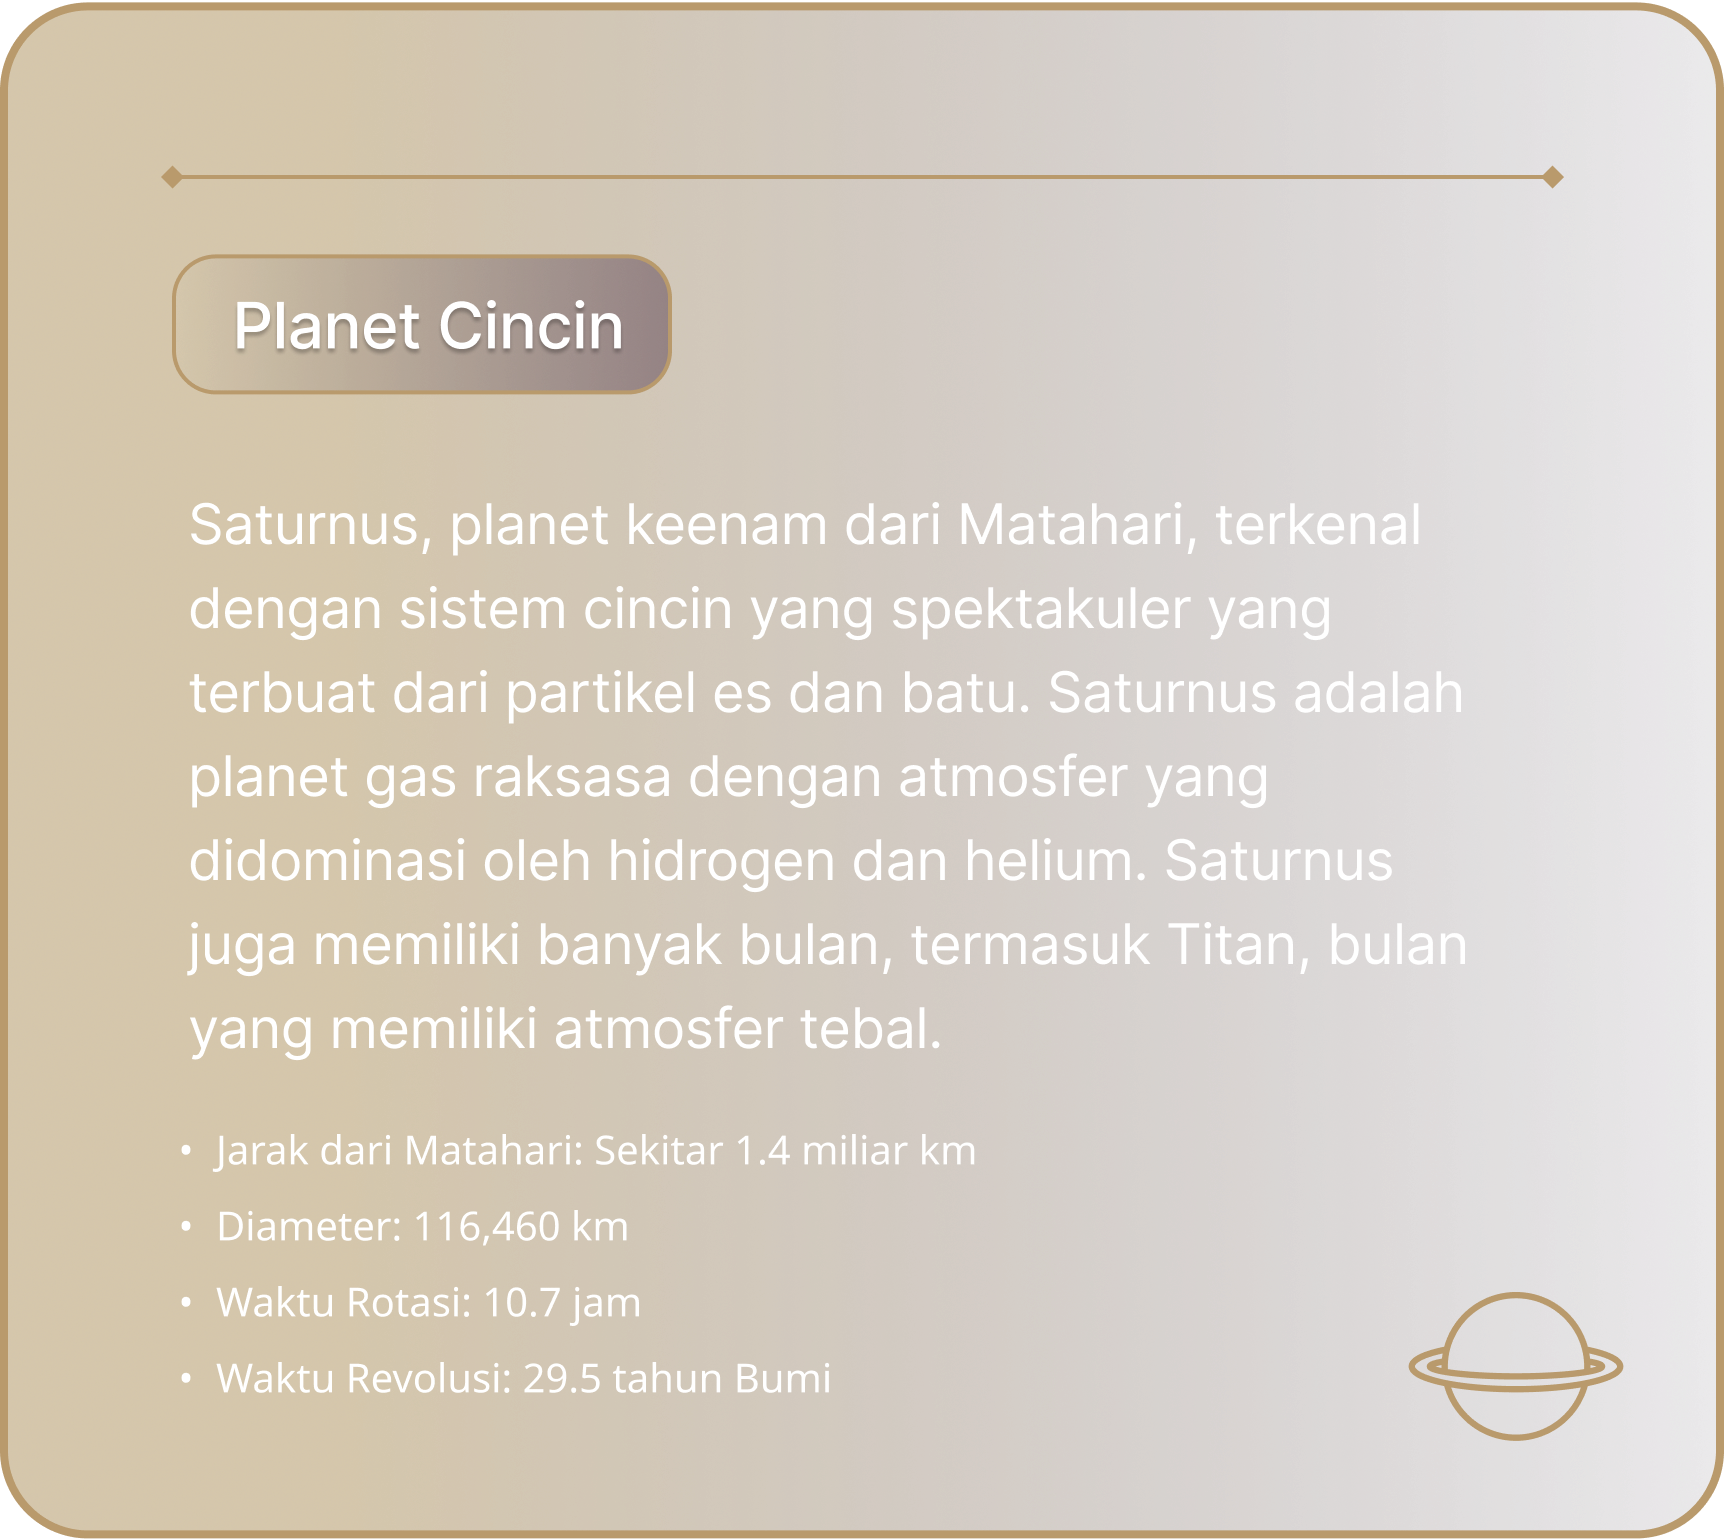 Planet Cincin
Saturnus, planet keenam dari Matahari, terkenal
dengan sistem cincin yang spektakuler yang
terbuat dari partikel es dan batu. Saturnus adalah
planet gas raksasa dengan atmosfer yang
didominasi oleh hidrogen dan helium. Saturnus
juga memiliki banyak bulan, termasuk Titan, bulan
yang memiliki atmosfer tebal.
• Jarak dari Matahari: Sekitar 1.4 miliar km
• Diameter: 116,460 km
• Waktu Rotasi: 10.7 jam
• Waktu Revolusi: 29.5 tahun Bumi